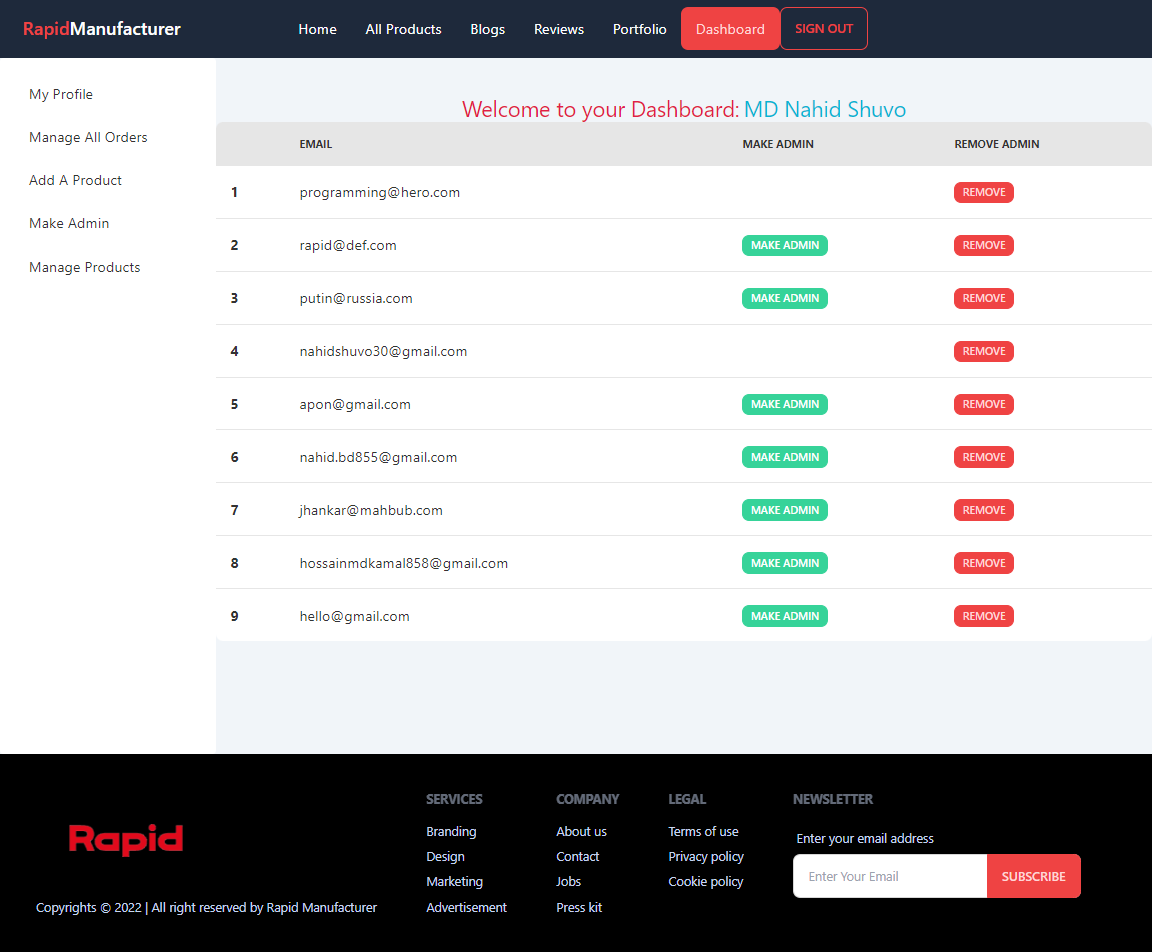 RapidManufacturer Home All Products Blogs Reviews Portfolio Dashboard SIGN OUT
My Profile
Manage All Orders
Add A Product
Make Admin
Manage Products
Welcome to your Dashboard: MD Nahid Shuvo
EMAIL MAKE ADMIN REMOVE ADMIN
1 programming@hero.com REMOVE
2 rapid@def.com MAKE ADMIN REMOVE
3 putin@russia.com MAKE ADMIN REMOVE
4 nahidshuvo30@gmail.com REMOVE
5 apon@gmail.com MAKE ADMIN REMOVE
6 nahid.bd855@gmail.com MAKE ADMIN REMOVE
7 jhankar@mahbub.com MAKE ADMIN REMOVE
8 hossainmdkamal858@gmail.com MAKE ADMIN REMOVE
9 hello@gmail.com MAKE ADMIN REMOVE
Rapid
Copyrights © 2022 | All right reserved by Rapid Manufacturer
SERVICES
Branding
Design
Marketing
Advertisement
COMPANY
About us
Contact
Jobs
Press kit
LEGAL
Terms of use
Privacy policy
Cookie policy
NEWSLETTER
Enter your email address
Enter Your Email SUBSCRIBE